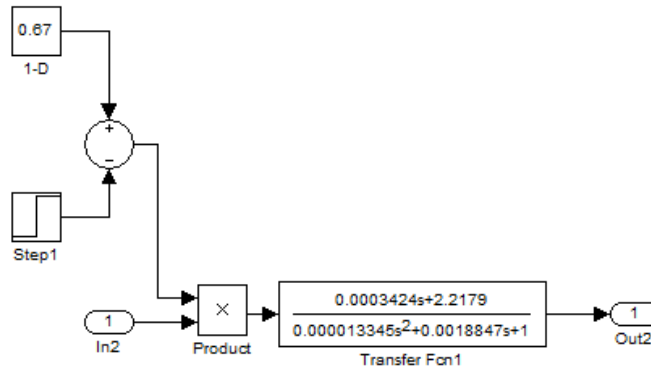 0.67
1-D
+
−
Step1
1
In2
×
Product
0.0003424s+2.2179
0.000013345s²+0.0018847s+1
Transfer Fcn1
1
Out2